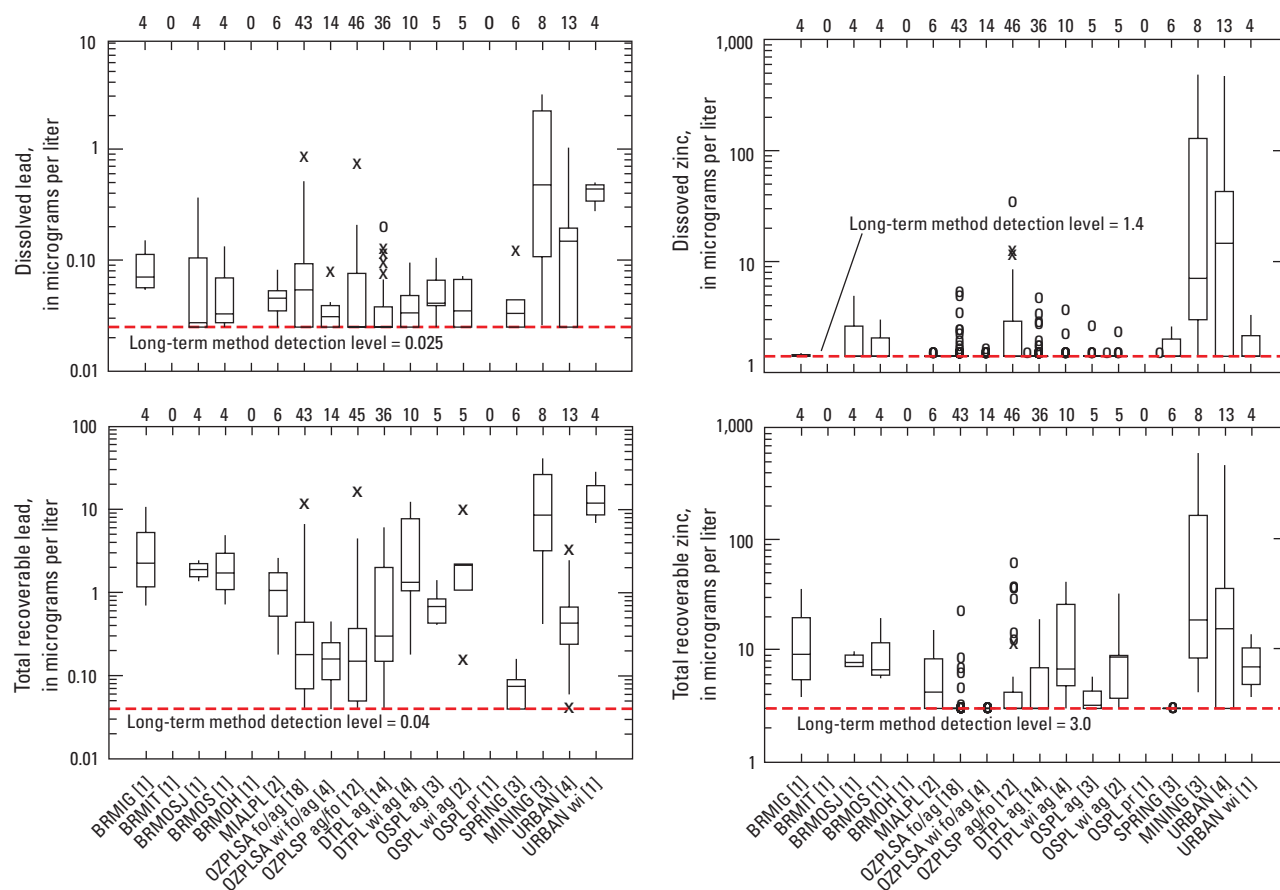 4 0 4 4 0 6 43 14 46 36 10 5 5 0 6 8 13 4
10
1
0.10
0.01
Dissolved lead,
in micrograms per liter
Long-term method detection level = 0.025
4 0 4 4 0 6 43 14 46 36 10 5 5 0 6 8 13 4
1,000
100
10
1
Dissoved zinc,
in micrograms per liter
Long-term method detection level = 1.4
4 0 4 4 0 6 43 14 45 36 10 5 5 0 6 8 13 4
100
10
1
0.10
0.01
Total recoverable lead,
in micrograms per liter
Long-term method detection level = 0.04
4 0 4 4 0 6 43 14 46 36 10 5 5 0 6 8 13 4
1,000
100
10
1
Total recoverable zinc,
in micrograms per liter
Long-term method detection level = 3.0
BRMIG [1]
BRMIT [1]
BRMOSJ [1]
BRMOS [1]
BRMOH [1]
MIALPL [2]
OZPLSA fo/ag [18]
OZPLSA wi fo/ag [4]
OZPLSP ag/fo [12]
DTPL ag [14]
DTPL wi ag [4]
OSPL ag [3]
OSPL wi ag [2]
OSPL pr [1]
SPRING [3]
MINING [3]
URBAN [4]
URBAN wi [1]
BRMIG [1]
BRMIT [1]
BRMOSJ [1]
BRMOS [1]
BRMOH [1]
MIALPL [2]
OZPLSA fo/ag [18]
OZPLSA wi fo/ag [4]
OZPLSP ag/fo [12]
DTPL ag [14]
DTPL wi ag [4]
OSPL ag [3]
OSPL wi ag [2]
OSPL pr [1]
SPRING [3]
MINING [3]
URBAN [4]
URBAN wi [1]